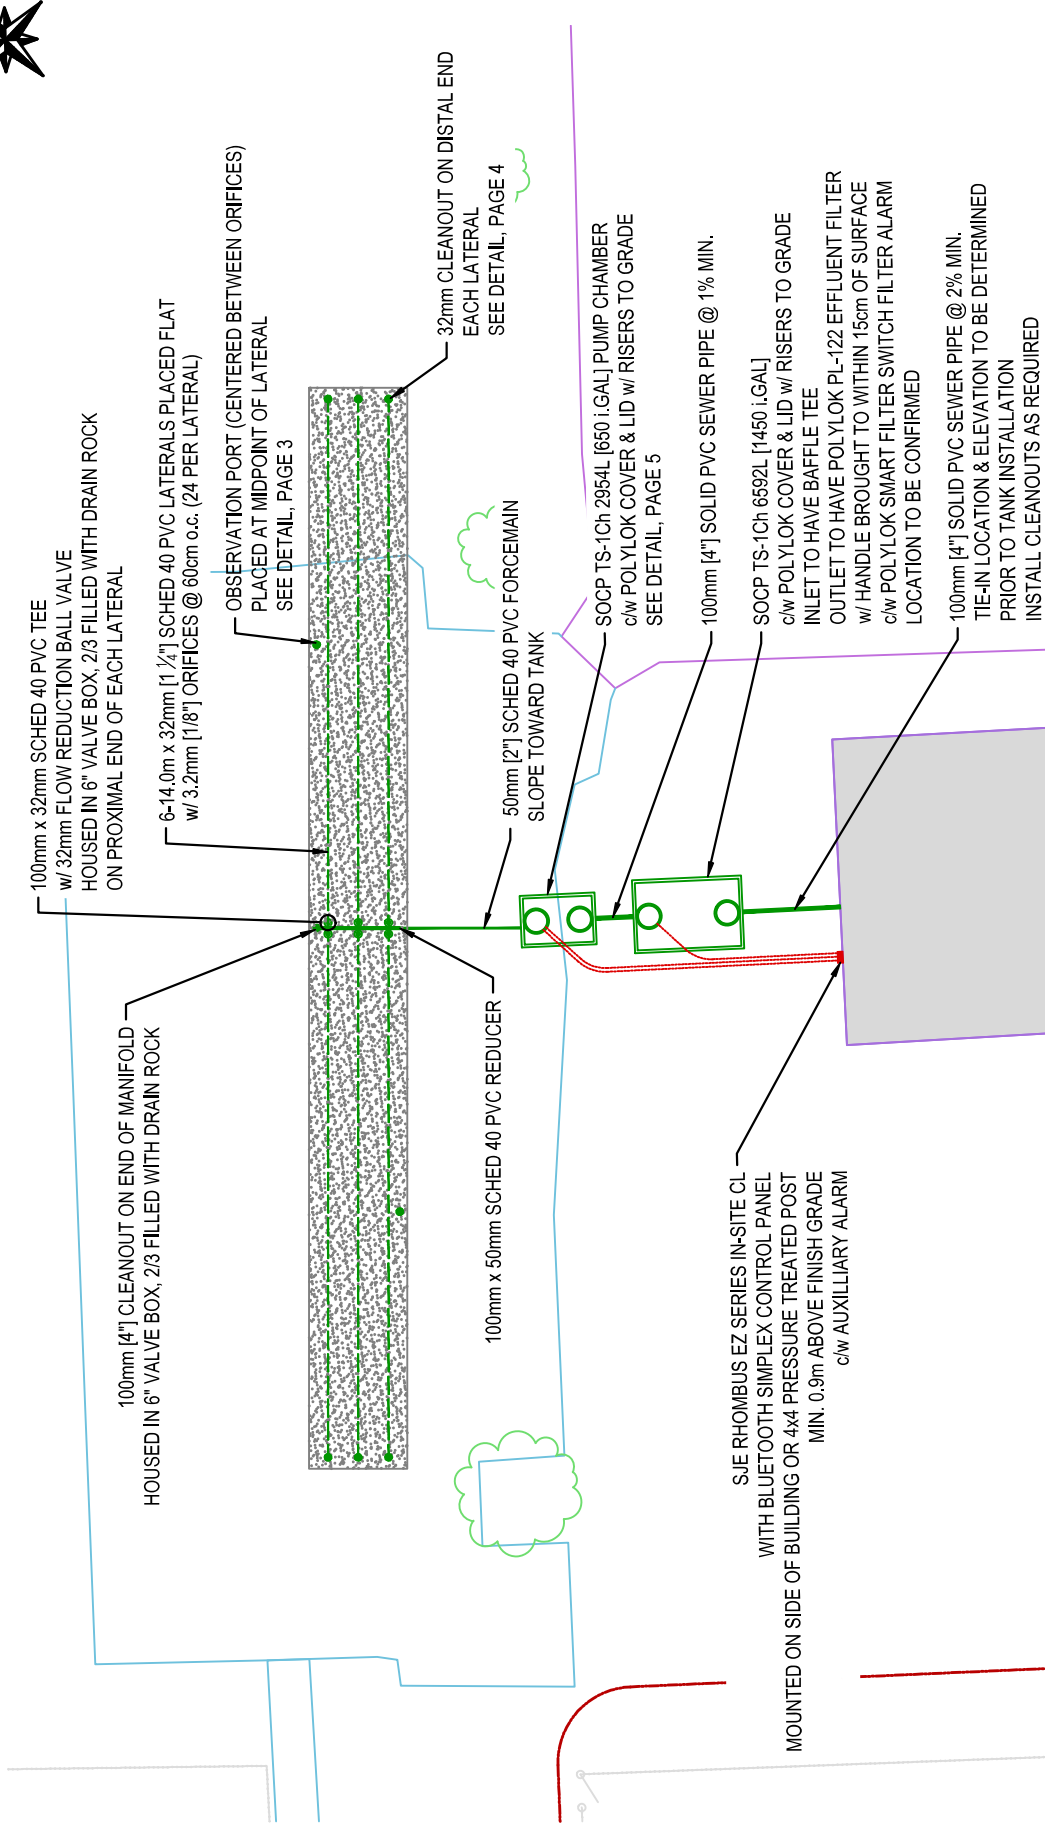 100mm x 32mm SCHED 40 PVC TEE
w/ 32mm FLOW REDUCTION BALL VALVE
HOUSED IN 6" VALVE BOX, 2/3 FILLED WITH DRAIN ROCK
ON PROXIMAL END OF EACH LATERAL
6-14.0m x 32mm [1 ¼"] SCHED 40 PVC LATERALS PLACED FLAT
w/ 3.2mm [1/8"] ORIFICES @ 60cm o.c. (24 PER LATERAL)
OBSERVATION PORT (CENTERED BETWEEN ORIFICES)
PLACED AT MIDPOINT OF LATERAL
SEE DETAIL, PAGE 3
32mm CLEANOUT ON DISTAL END
EACH LATERAL
SEE DETAIL, PAGE 4
100mm [4"] CLEANOUT ON END OF MANIFOLD
HOUSED IN 6" VALVE BOX, 2/3 FILLED WITH DRAIN ROCK
100mm x 50mm SCHED 40 PVC REDUCER
50mm [2"] SCHED 40 PVC FORCEMAIN
SLOPE TOWARD TANK
SOCP TS-1Ch 2954L [650 i.GAL] PUMP CHAMBER
c/w POLYLOK COVER & LID w/ RISERS TO GRADE
SEE DETAIL, PAGE 5
100mm [4"] SOLID PVC SEWER PIPE @ 1% MIN.
SOCP TS-1Ch 6592L [1450 i.GAL]
c/w POLYLOK COVER & LID w/ RISERS TO GRADE
INLET TO HAVE BAFFLE TEE
OUTLET TO HAVE POLYLOK PL-122 EFFLUENT FILTER
w/ HANDLE BROUGHT TO WITHIN 15cm OF SURFACE
c/w POLYLOK SMART FILTER SWITCH FILTER ALARM
LOCATION TO BE CONFIRMED
100mm [4"] SOLID PVC SEWER PIPE @ 2% MIN.
TIE-IN LOCATION & ELEVATION TO BE DETERMINED
PRIOR TO TANK INSTALLATION
INSTALL CLEANOUTS AS REQUIRED
SJE RHOMBUS EZ SERIES IN-SITE CL
WITH BLUETOOTH SIMPLEX CONTROL PANEL
MOUNTED ON SIDE OF BUILDING OR 4x4 PRESSURE TREATED POST
MIN. 0.9m ABOVE FINISH GRADE
c/w AUXILLIARY ALARM